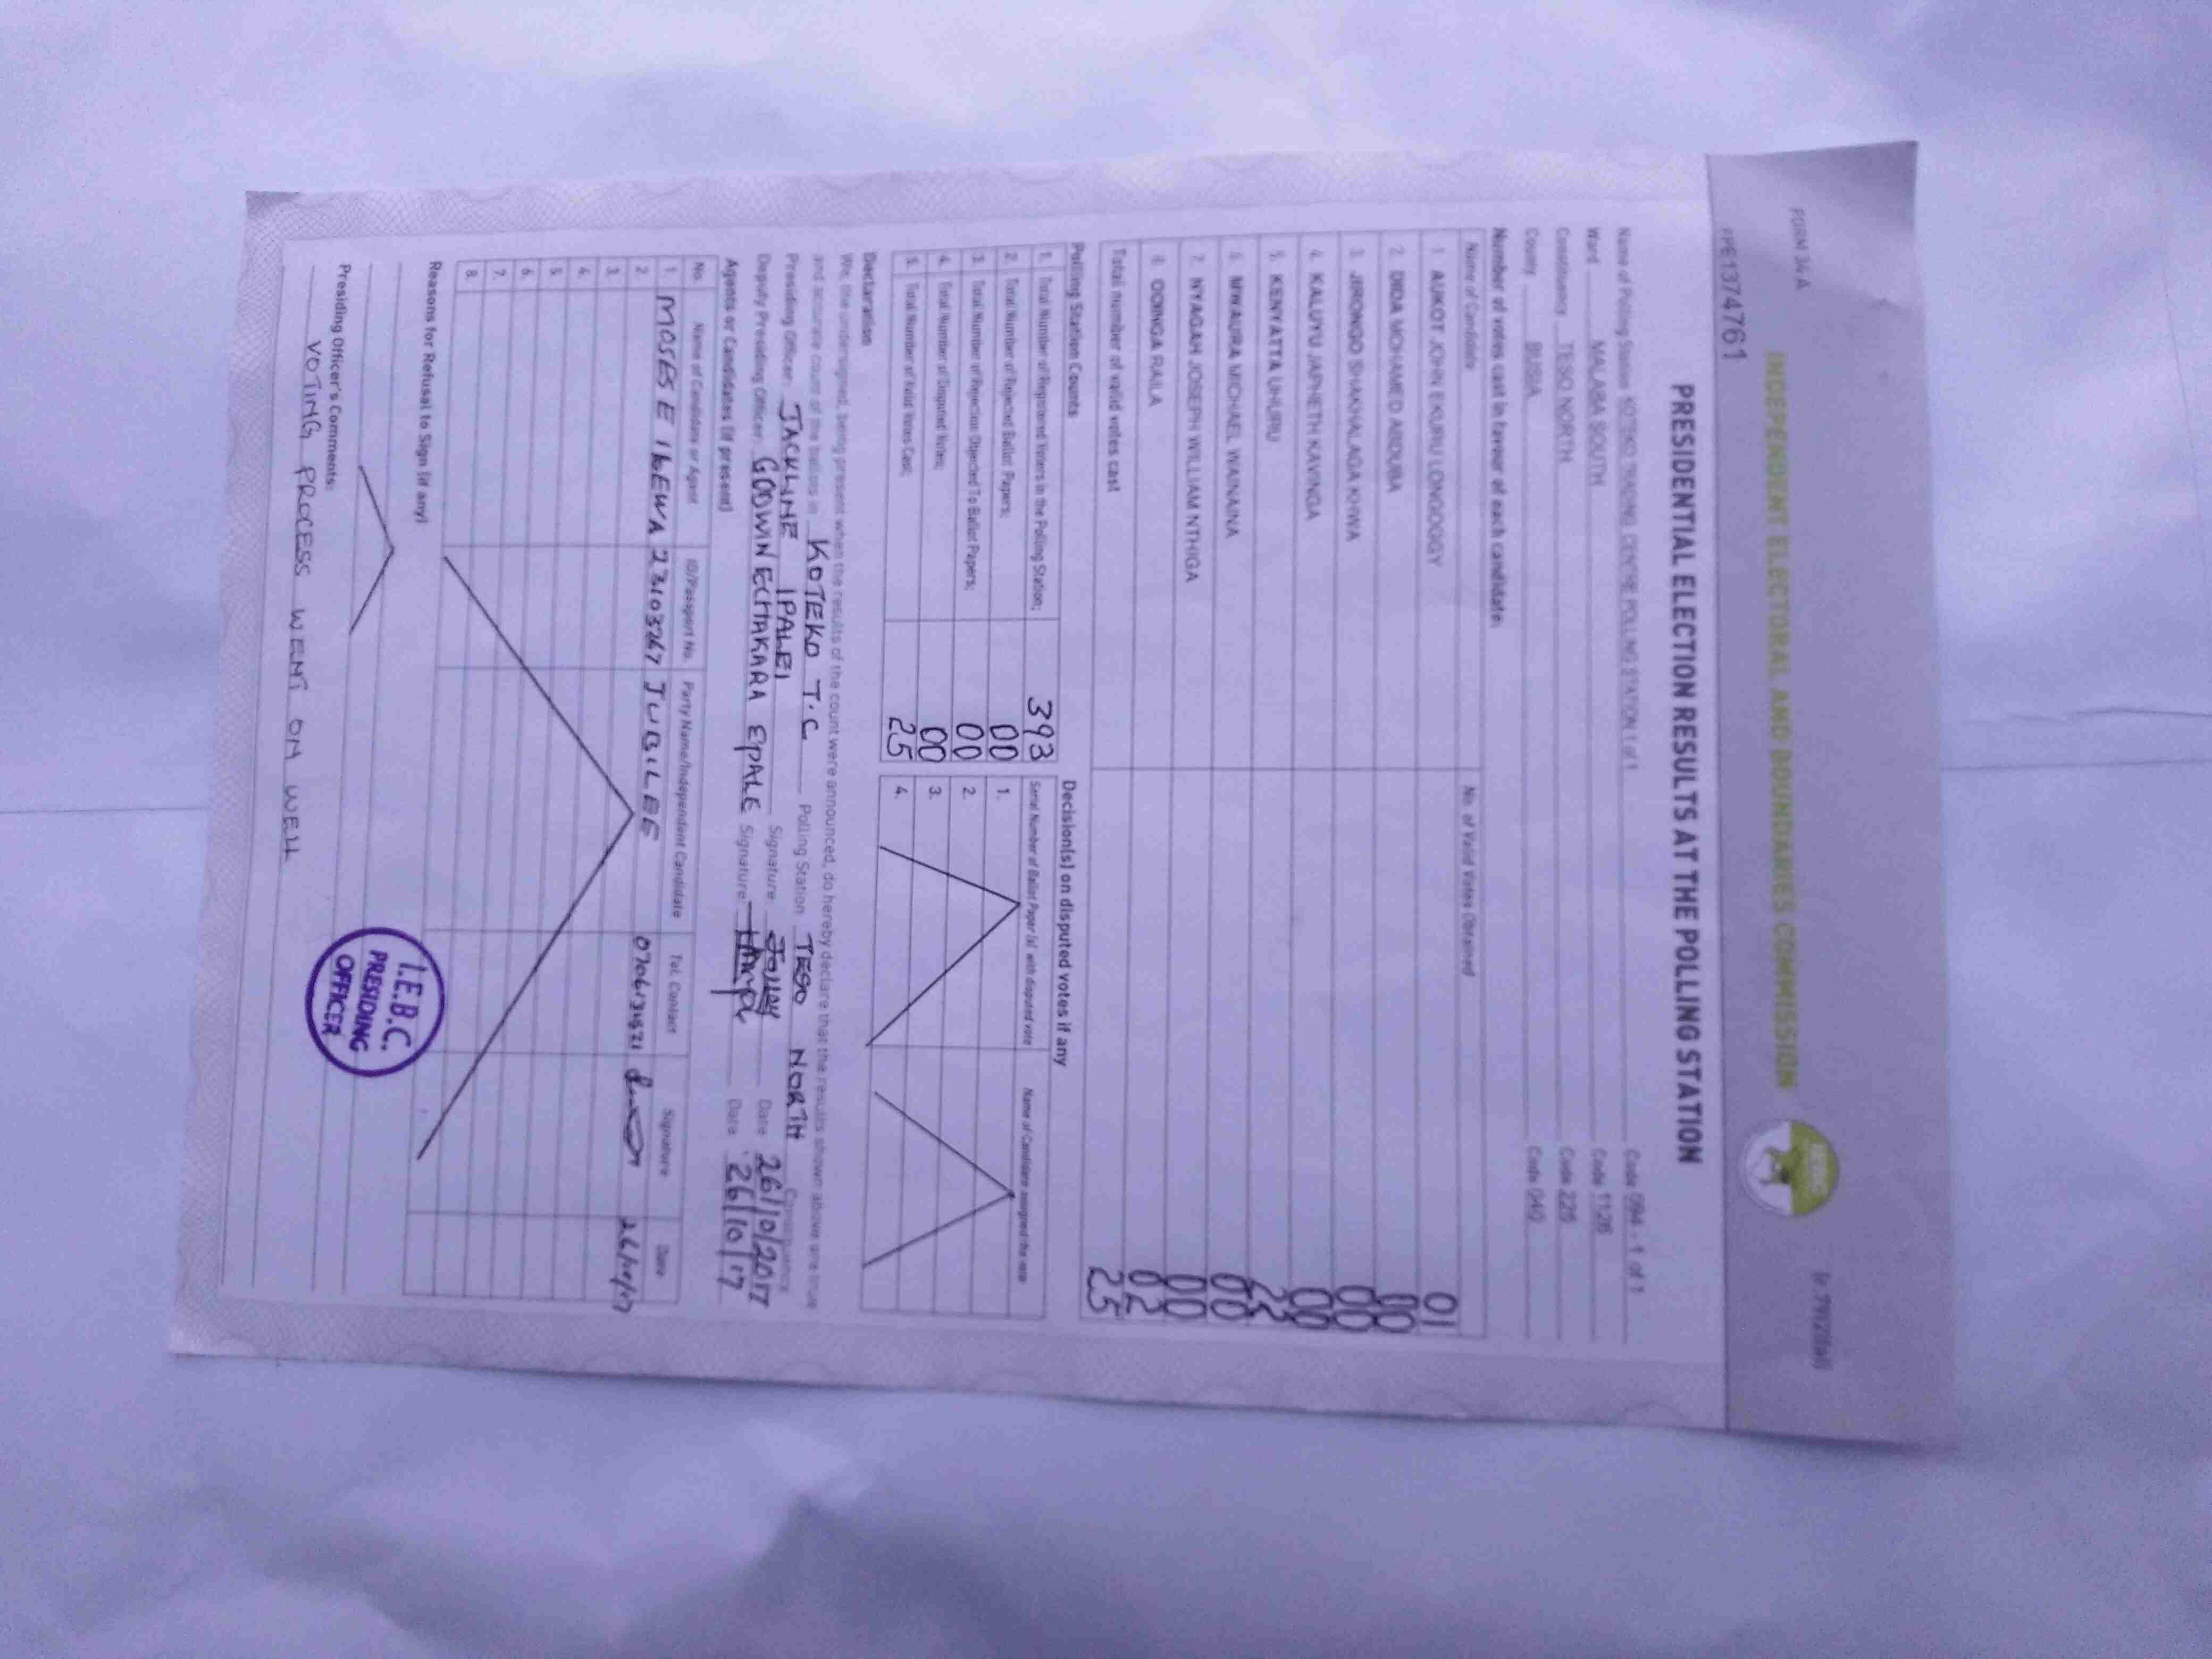 FORM 34 A
INDEPENDENT ELECTORAL AND BOUNDARIES COMMISSION
PRESIDENTIAL ELECTION RESULTS AT THE POLLING STATION
Name of Polling Station KOTEKO TRADING CENTRE POLLING STATION 1 of 1 Code 094 - 1 of 1
Ward MALABA SOUTH Code 1126
Constituency TESO NORTH Code 226
County BUSIA Code 040
Number of votes cast in favour of each candidate:
Name of Candidate No. of Valid Votes Obtained
1. AUKOT JOHN EKURU LONGOGGY 01
2. DIDA MOHAMED ABDUBA 00
3. JIRONGO SHAKHALAGA KHWA 00
4. KALUYU JAPHETH KAVINGA 00
5. KENYATTA UHURU 22
6. MWAURA MICHAEL WAINAINA 00
7. NYAGAH JOSEPH WILLIAM NTHIGA 00
8. ODINGA RAILA 02
Total number of valid votes cast 25
Polling Station Counts
1. Total Number of Registered Voters in the Polling Station; 393
2. Total Number of Rejected Ballot Papers; 00
3. Total Number of Rejection Objected To Ballot Papers; 00
4. Total Number of Disputed Votes; 00
5. Total Number of Valid Votes Cast; 25
Decision(s) on disputed votes if any
Serial Number of Ballot Paper (s) with disputed vote Name of Candidate assigned the vote
1.
2.
3.
4.
Declaration
We, the undersigned, being present when the results of the count were announced, do hereby declare that the results shown above are true
and accurate count of the ballots in KOTEKO T.C Polling Station TESO NORTH Constituency
Presiding Officer: JACKLINE IPALEI Signature Date 26/10/2017
Deputy Presiding Officer: GODWIN ECHAKARA EPALE Signature Date 26/10/17
Agents or Candidates (if present)
No. Name of Candidate or Agent ID/Passport No. Party Name/Independent Candidate Tel. Contact Signature Date
1. MOSES E IKEWA 23103267 JUBILEE 26/10/17
2.
3.
4.
5.
6.
7.
8.
Reasons for Refusal to Sign (if any)
Presiding Officer's Comments:
VOTING PROCESS WENT ON WELL
I.E.B.C.
PRESIDING
OFFICER